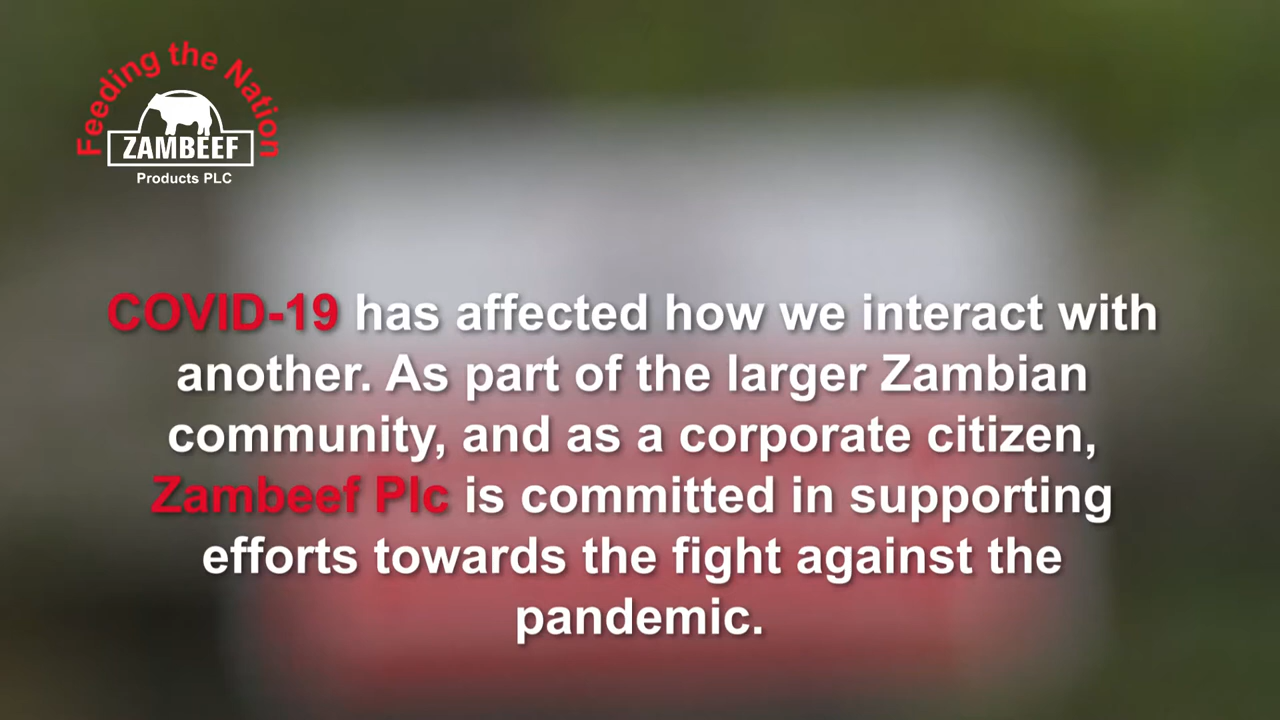 Feeding the Nation
ZAMBEEF
Products PLC
COVID-19 has affected how we interact with
another. As part of the larger Zambian
community, and as a corporate citizen,
Zambeef Plc is committed in supporting
efforts towards the fight against the
pandemic.